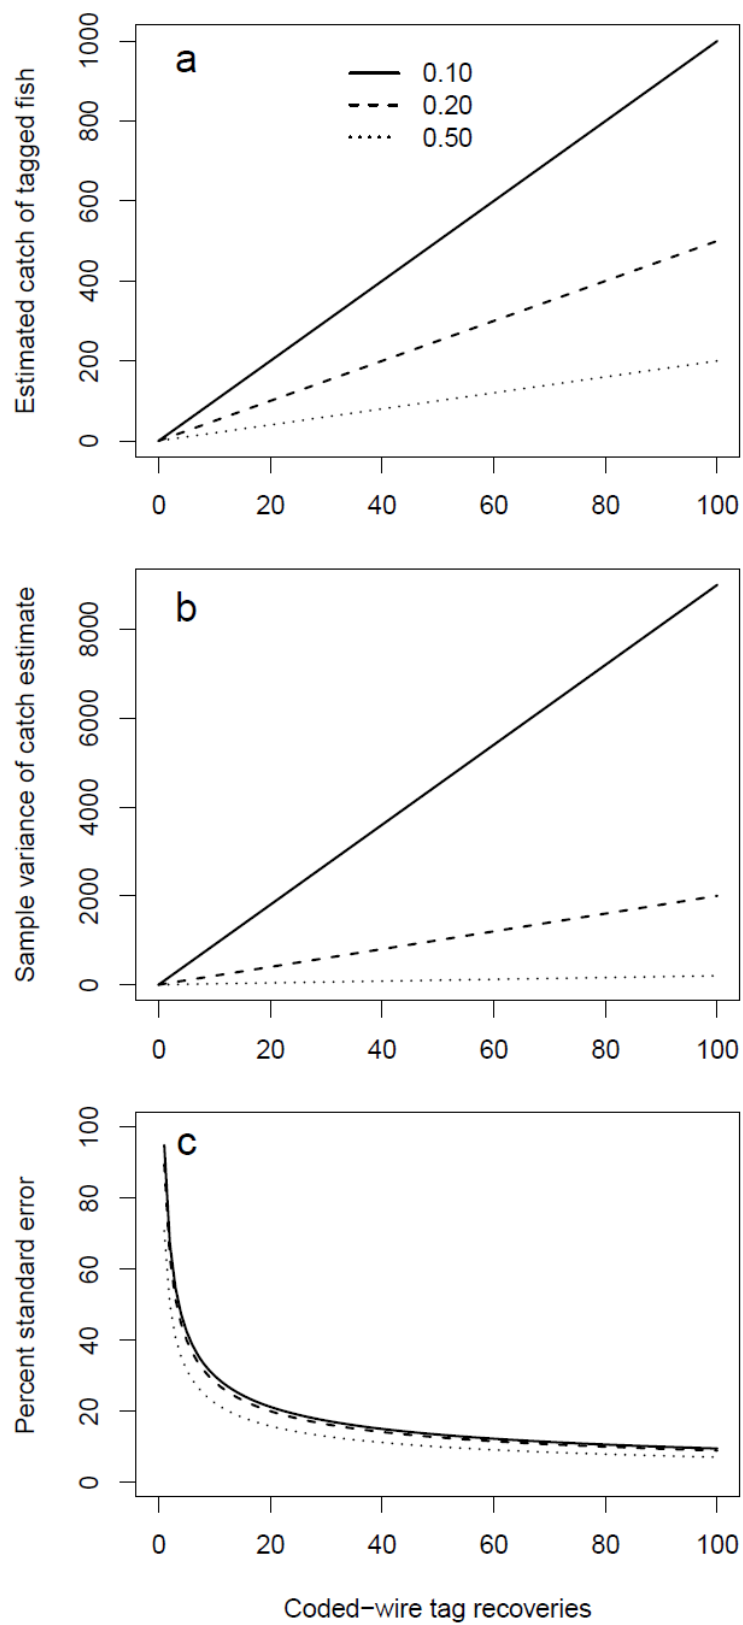 a
0.10
0.20
0.50
Estimated catch of tagged fish
1000
800
600
400
200
0
0 20 40 60 80 100
b
Sample variance of catch estimate
8000
6000
4000
2000
0
0 20 40 60 80 100
c
Percent standard error
100
80
60
40
20
0
0 20 40 60 80 100
Coded−wire tag recoveries